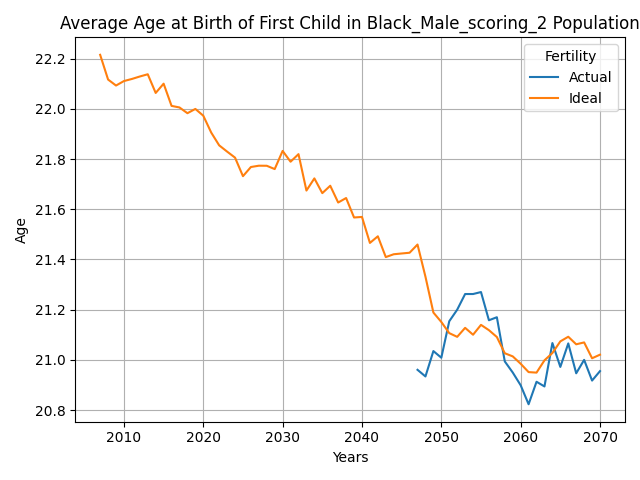 Average Age at Birth of First Child in Black_Male_scoring_2 Population
Fertility
Actual
Ideal
Age
22.2
22.0
21.8
21.6
21.4
21.2
21.0
20.8
2010 2020 2030 2040 2050 2060 2070
Years